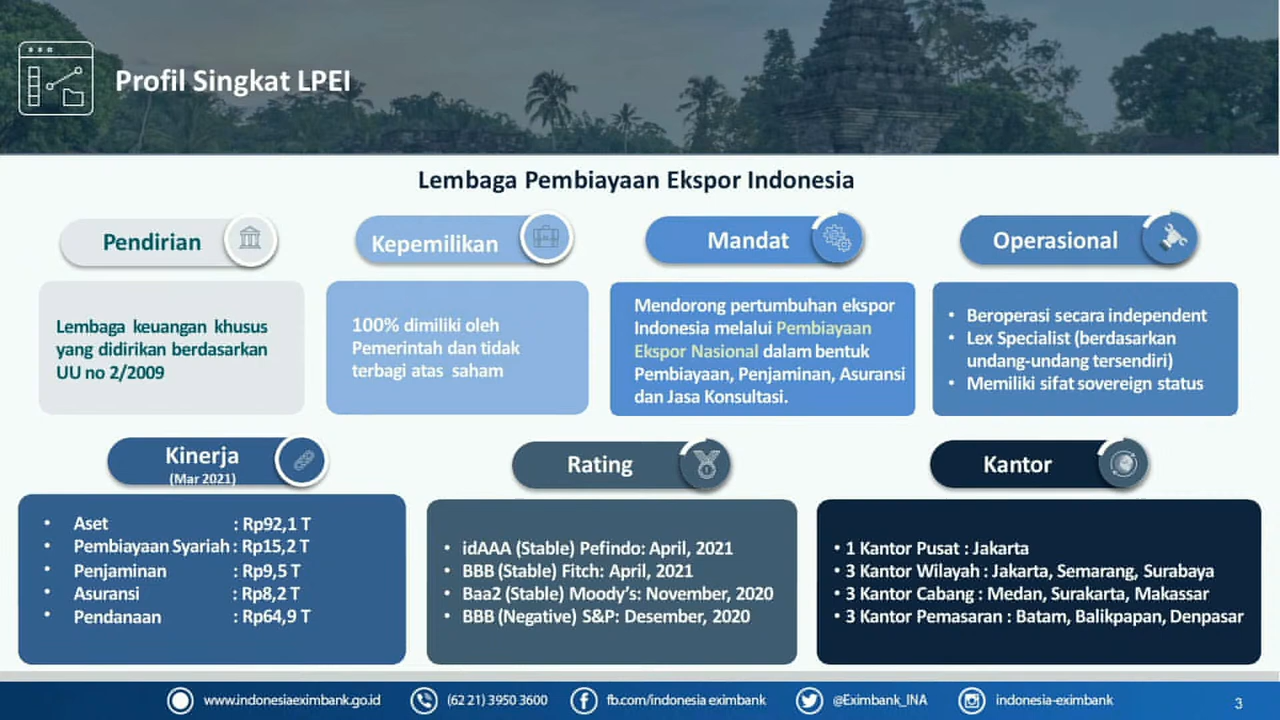 Profil Singkat LPEI
Lembaga Pembiayaan Ekspor Indonesia
Pendirian
Lembaga keuangan khusus
yang didirikan berdasarkan
UU no 2/2009
Kepemilikan
100% dimiliki oleh
Pemerintah dan tidak
terbagi atas saham
Mandat
Mendorong pertumbuhan ekspor
Indonesia melalui Pembiayaan
Ekspor Nasional dalam bentuk
Pembiayaan, Penjaminan, Asuransi
dan Jasa Konsultasi.
Operasional
• Beroperasi secara independent
• Lex Specialist (berdasarkan
undang-undang tersendiri)
• Memiliki sifat sovereign status
Kinerja
(Mar 2021)
• Aset : Rp92,1 T
• Pembiayaan Syariah : Rp15,2 T
• Penjaminan : Rp9,5 T
• Asuransi : Rp8,2 T
• Pendanaan : Rp64,9 T
Rating
• idAAA (Stable) Pefindo: April, 2021
• BBB (Stable) Fitch: April, 2021
• Baa2 (Stable) Moody's: November, 2020
• BBB (Negative) S&P: Desember, 2020
Kantor
• 1 Kantor Pusat : Jakarta
• 3 Kantor Wilayah : Jakarta, Semarang, Surabaya
• 3 Kantor Cabang : Medan, Surakarta, Makassar
• 3 Kantor Pemasaran : Batam, Balikpapan, Denpasar
www.indonesiaeximbank.go.id
(62 21) 3950 3600
fb.com/indonesia eximbank
@Eximbank_INA
indonesia-eximbank
3